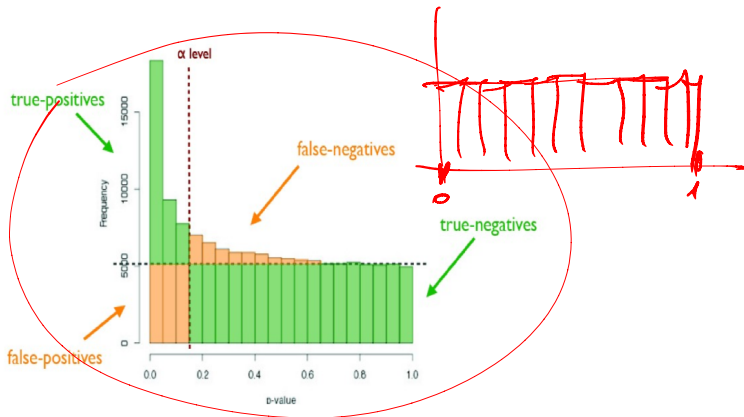 α level
true-positives
false-negatives
true-negatives
false-positives
Frequency
15000
10000
5000
0
0.0 0.2 0.4 0.6 0.8 1.0
p-value
0 1